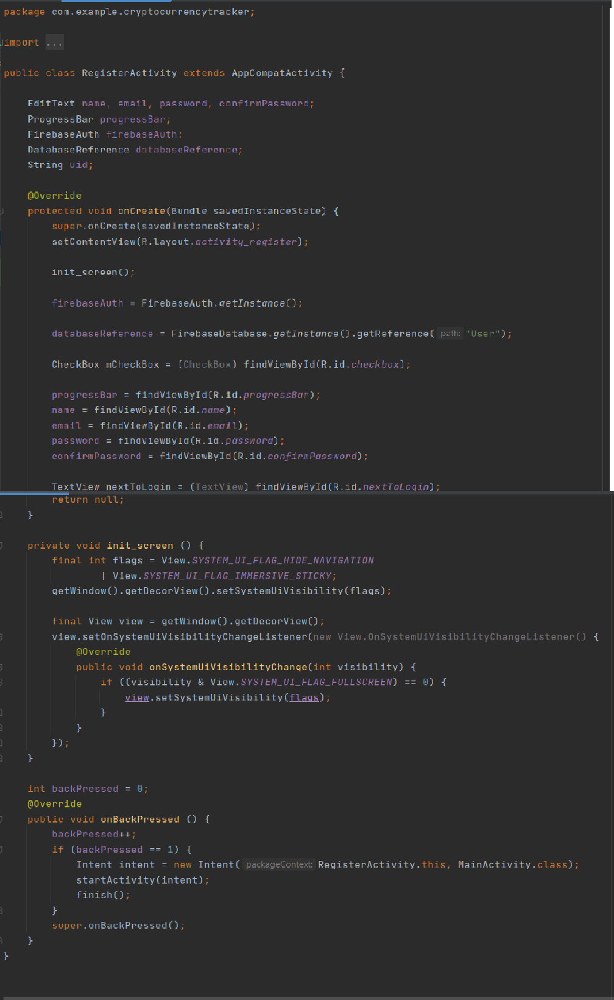 package com.example.cryptocurrencytracker;
import ...
public class RegisterActivity extends AppCompatActivity {
EditText name, email, password, confirmPassword;
ProgressBar progressBar;
FirebaseAuth firebaseAuth;
DatabaseReference databaseReference;
String uid;
@Override
protected void onCreate(Bundle savedInstanceState) {
super.onCreate(savedInstanceState);
setContentView(R.layout.activity_register);
init_screen();
firebaseAuth = FirebaseAuth.getInstance();
databaseReference = FirebaseDatabase.getInstance().getReference( path: "User");
CheckBox mCheckBox = (CheckBox) findViewById(R.id.checkbox);
progressBar = findViewById(R.id.progressBar);
name = findViewById(R.id.name);
email = findViewById(R.id.email);
password = findViewById(R.id.password);
confirmPassword = findViewById(R.id.confirmPassword);
TextView nextToLogin = (TextView) findViewById(R.id.nextToLogin);
return null;
}
private void init_screen () {
final int flags = View.SYSTEM_UI_FLAG_HIDE_NAVIGATION
| View.SYSTEM_UI_FLAG_IMMERSIVE_STICKY;
getWindow().getDecorView().setSystemUiVisibility(flags);
final View view = getWindow().getDecorView();
view.setOnSystemUiVisibilityChangeListener(new View.OnSystemUiVisibilityChangeListener() {
@Override
public void onSystemUiVisibilityChange(int visibility) {
if ((visibility & View.SYSTEM_UI_FLAG_FULLSCREEN) == 0) {
view.setSystemUiVisibility(flags);
}
}
});
}
int backPressed = 0;
@Override
public void onBackPressed () {
backPressed++;
if (backPressed == 1) {
Intent intent = new Intent( packageContext: RegisterActivity.this, MainActivity.class);
startActivity(intent);
finish();
}
super.onBackPressed();
}
}